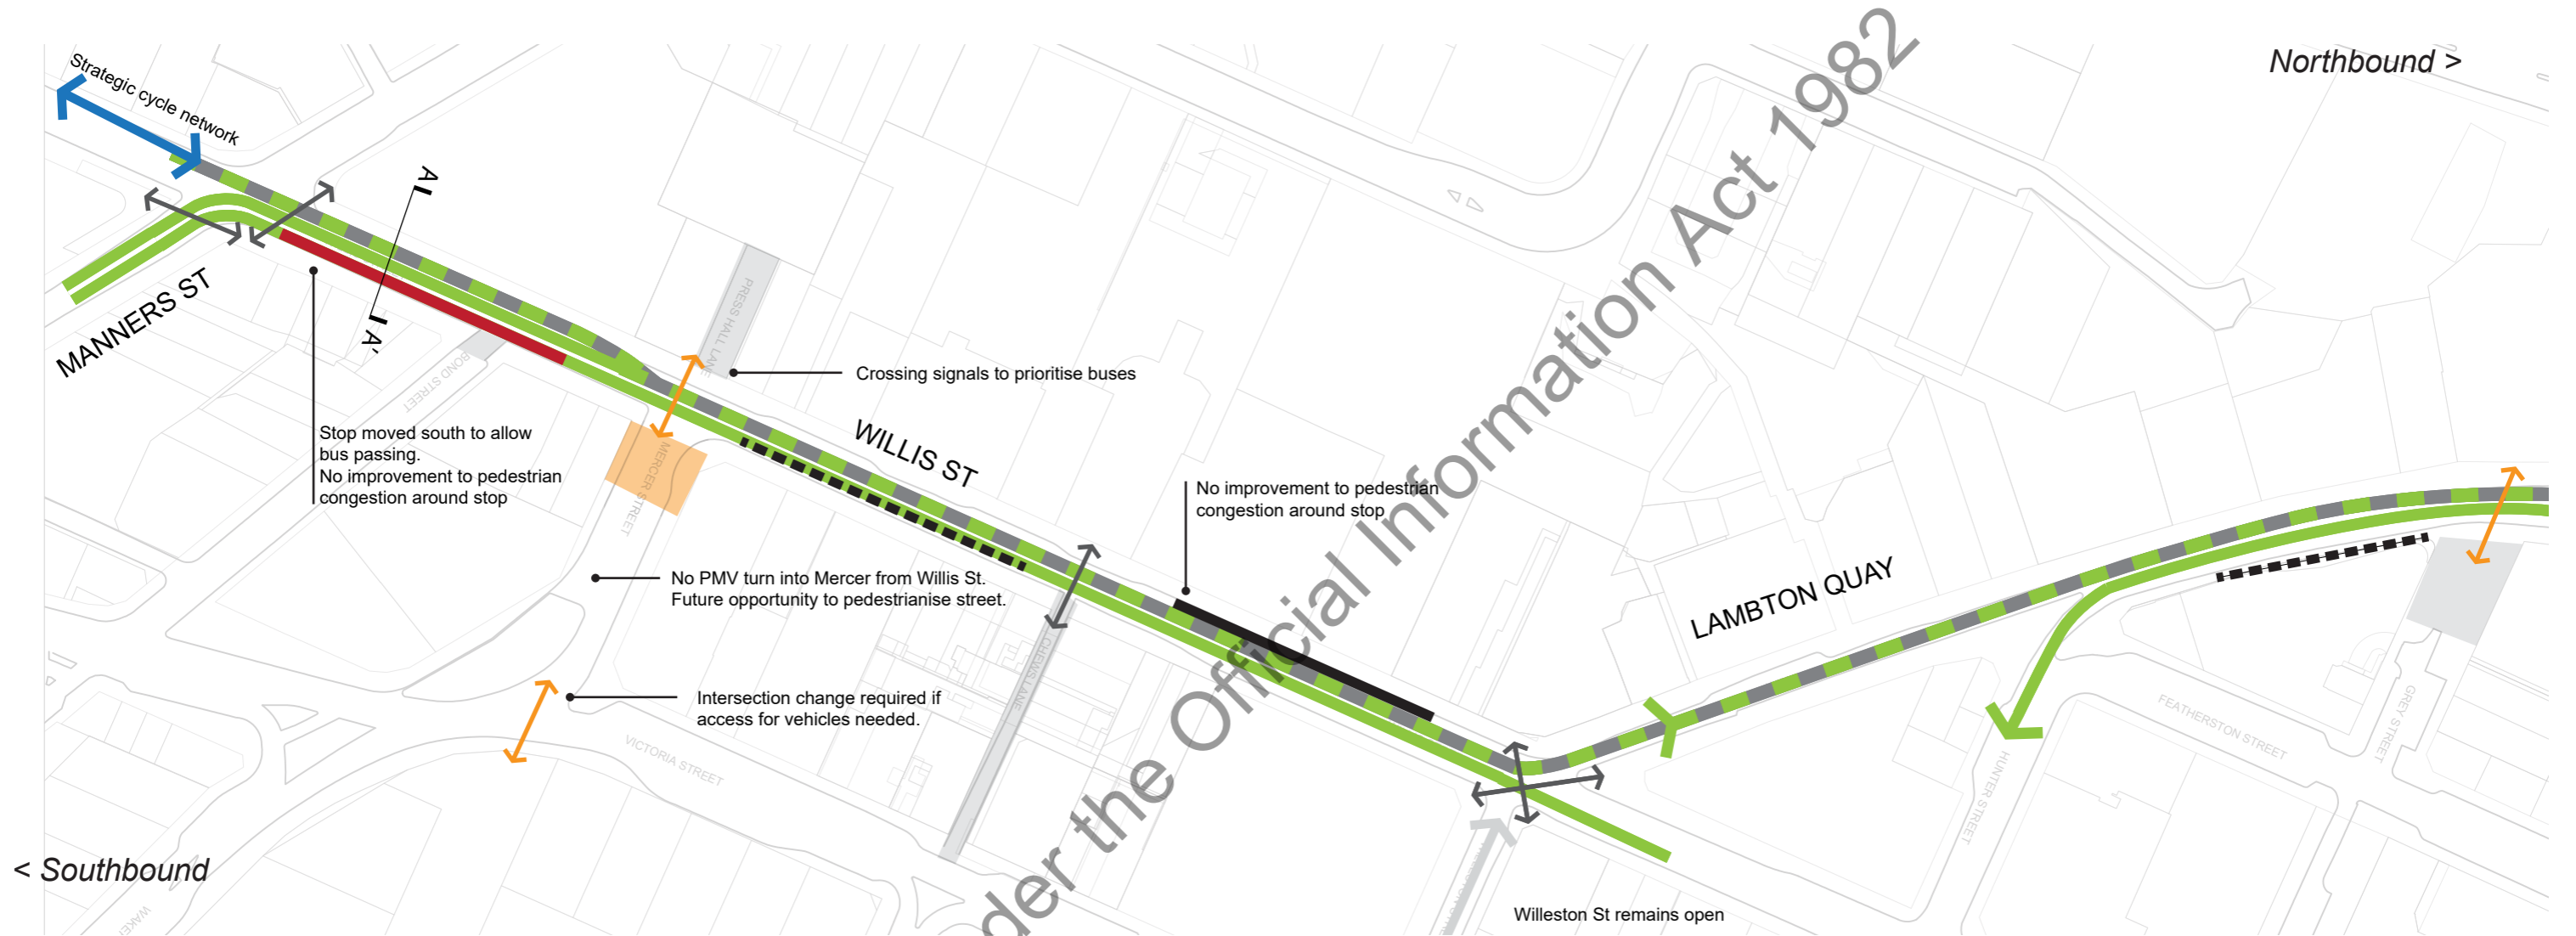 Northbound >
Strategic cycle network
A
A'
MANNERS ST
PRESS HALL LANE
Crossing signals to prioritise buses
BOND STREET
Stop moved south to allow
bus passing.
No improvement to pedestrian
congestion around stop
WILLIS ST
MERCER STREET
No improvement to pedestrian
congestion around stop
No PMV turn into Mercer from Willis St.
Future opportunity to pedestrianise street.
LAMBTON QUAY
Intersection change required if
access for vehicles needed.
VICTORIA STREET
CHEWS LANE
FEATHERSTON STREET
GREY STREET
HUNTER STREET
< Southbound
Willeston St remains open
der the Official Information Act 1982